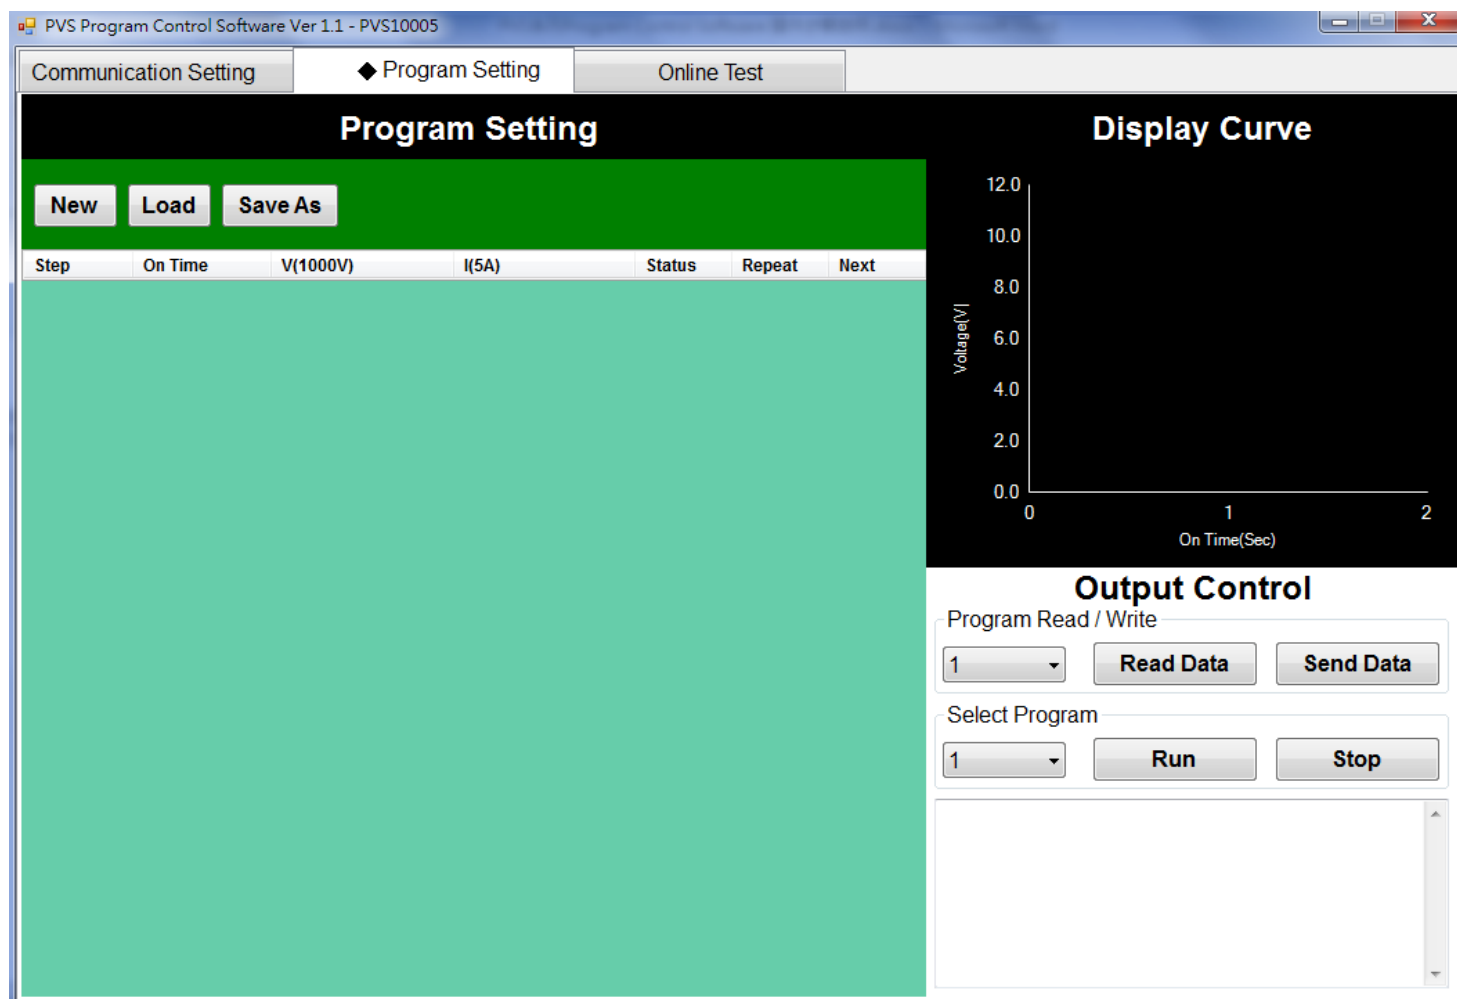 PVS Program Control Software Ver 1.1 - PVS10005
Communication Setting
◆ Program Setting
Online Test
Program Setting
New Load Save As
Step On Time V(1000V) I(5A) Status Repeat Next
Display Curve
12.0
10.0
8.0
6.0
4.0
2.0
0.0
Voltage[V]
0 1 2
On Time(Sec)
Output Control
Program Read / Write
1 Read Data Send Data
Select Program
1 Run Stop